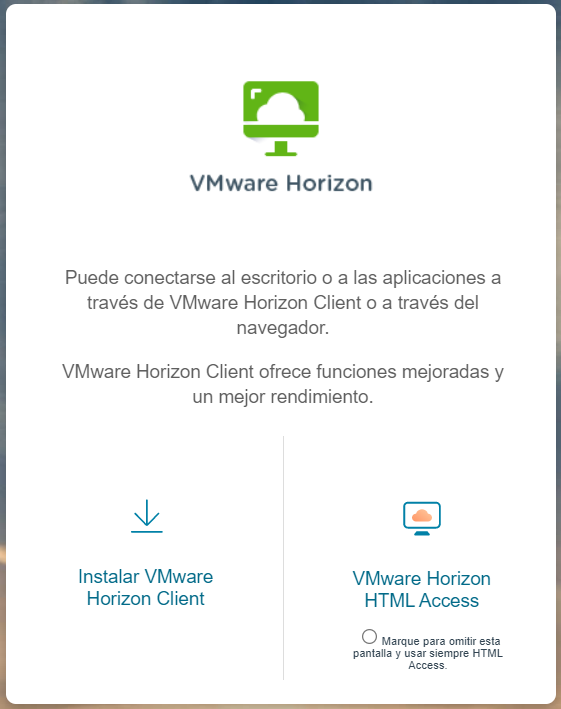 VMware Horizon
Puede conectarse al escritorio o a las aplicaciones a
través de VMware Horizon Client o a través del
navegador.
VMware Horizon Client ofrece funciones mejoradas y
un mejor rendimiento.
Instalar VMware
Horizon Client
VMware Horizon
HTML Access
Marque para omitir esta
pantalla y usar siempre HTML
Access.